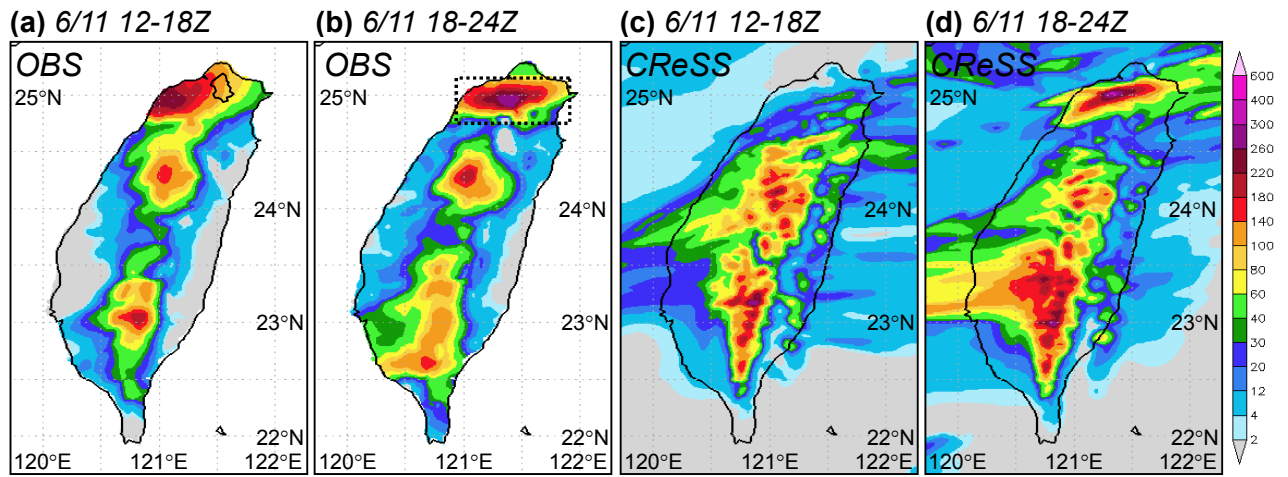 (a) 6/11 12-18Z
(b) 6/11 18-24Z
(c) 6/11 12-18Z
(d) 6/11 18-24Z
OBS
OBS
CReSS
CReSS
25°N
25°N
25°N
25°N
24°N
24°N
24°N
24°N
23°N
23°N
23°N
23°N
22°N
22°N
22°N
22°N
120°E 121°E 122°E
120°E 121°E 122°E
120°E 121°E 122°E
120°E 121°E 122°E
600
400
300
260
220
180
140
100
80
60
40
30
20
12
4
2